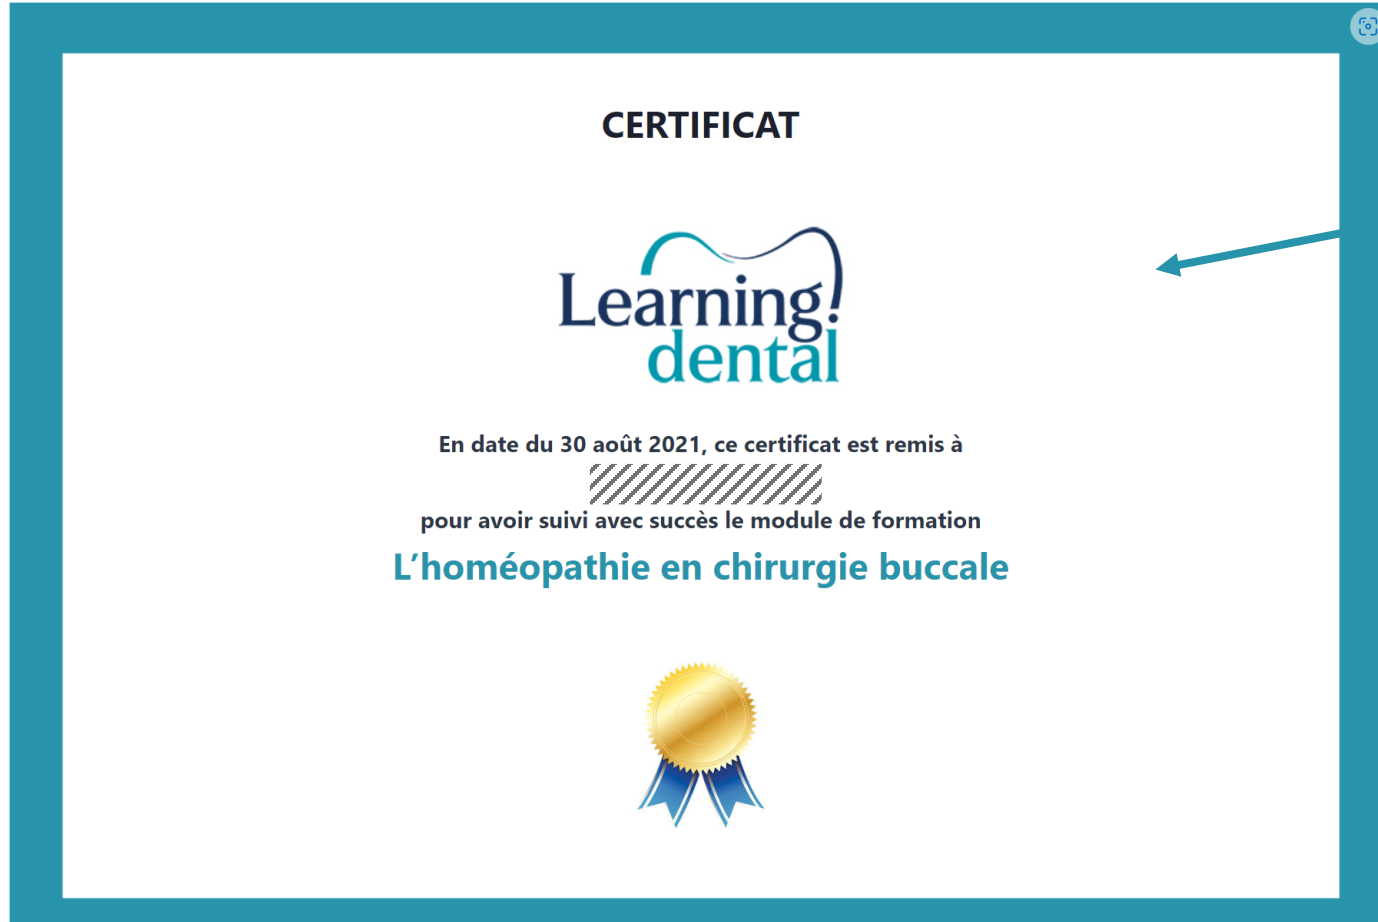 CERTIFICAT
Learning
dental
En date du 30 août 2021, ce certificat est remis à
pour avoir suivi avec succès le module de formation
L’homéopathie en chirurgie buccale